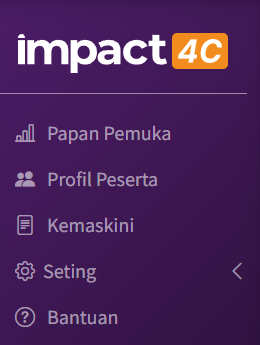 impact 4C
Papan Pemuka
Profil Peserta
Kemaskini
Seting
Bantuan